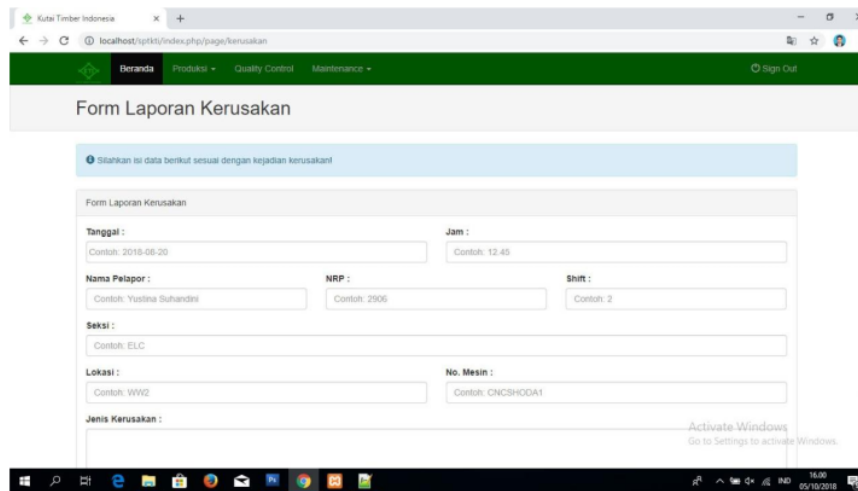 Kutai Timber Indonesia
localhost/sptkti/index.php/page/kerusakan
Beranda Produksi Quality Control Maintenance Sign Out
Form Laporan Kerusakan
Silahkan isi data berikut sesuai dengan kejadian kerusakan!
Form Laporan Kerusakan
Tanggal : Jam :
Contoh: 2018-06-20 Contoh: 12.45
Nama Pelapor : NRP : Shift :
Contoh: Yustina Suhandini Contoh: 2906 Contoh: 2
Seksi :
Contoh: ELC
Lokasi : No. Mesin :
Contoh: WW2 Contoh: CNCSHODA1
Jenis Kerusakan :
Activate Windows
Go to Settings to activate Windows.
IND 16.00
05/10/2018